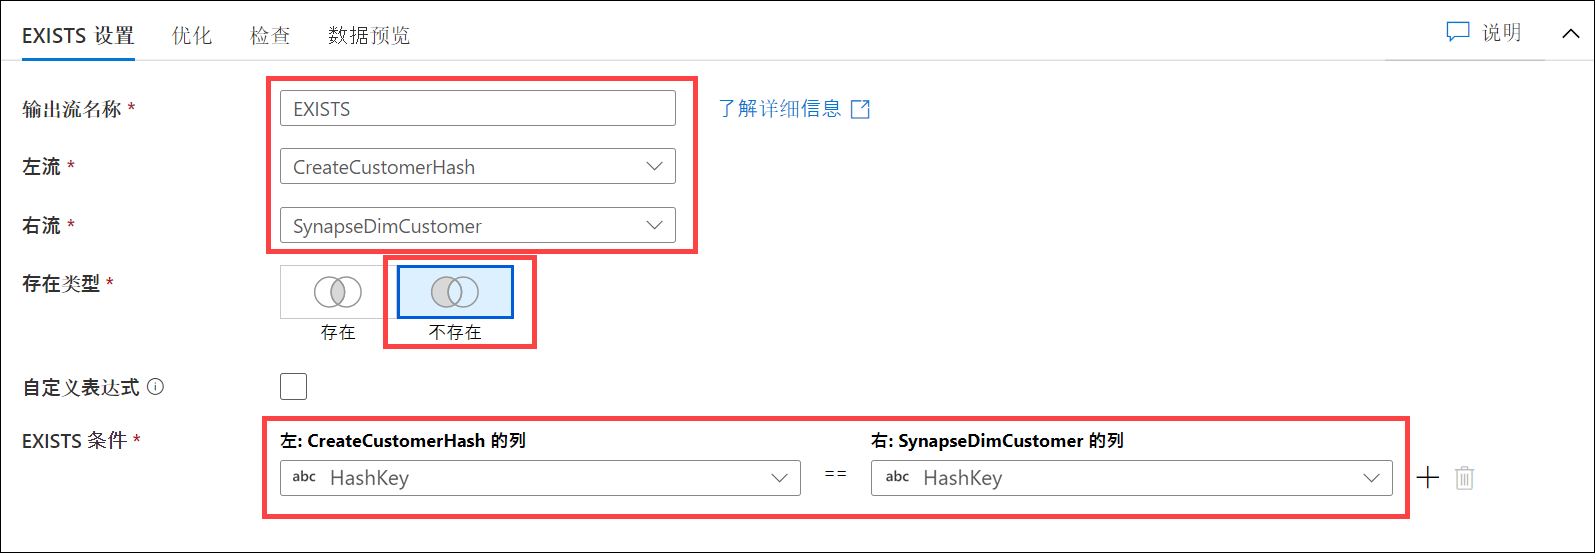 EXISTS 设置 优化 检查 数据预览 说明
输出流名称 * EXISTS 了解详细信息
左流 * CreateCustomerHash
右流 * SynapseDimCustomer
存在类型 *
存在 不存在
自定义表达式
EXISTS 条件 * 左: CreateCustomerHash 的列 右: SynapseDimCustomer 的列
abc HashKey == abc HashKey